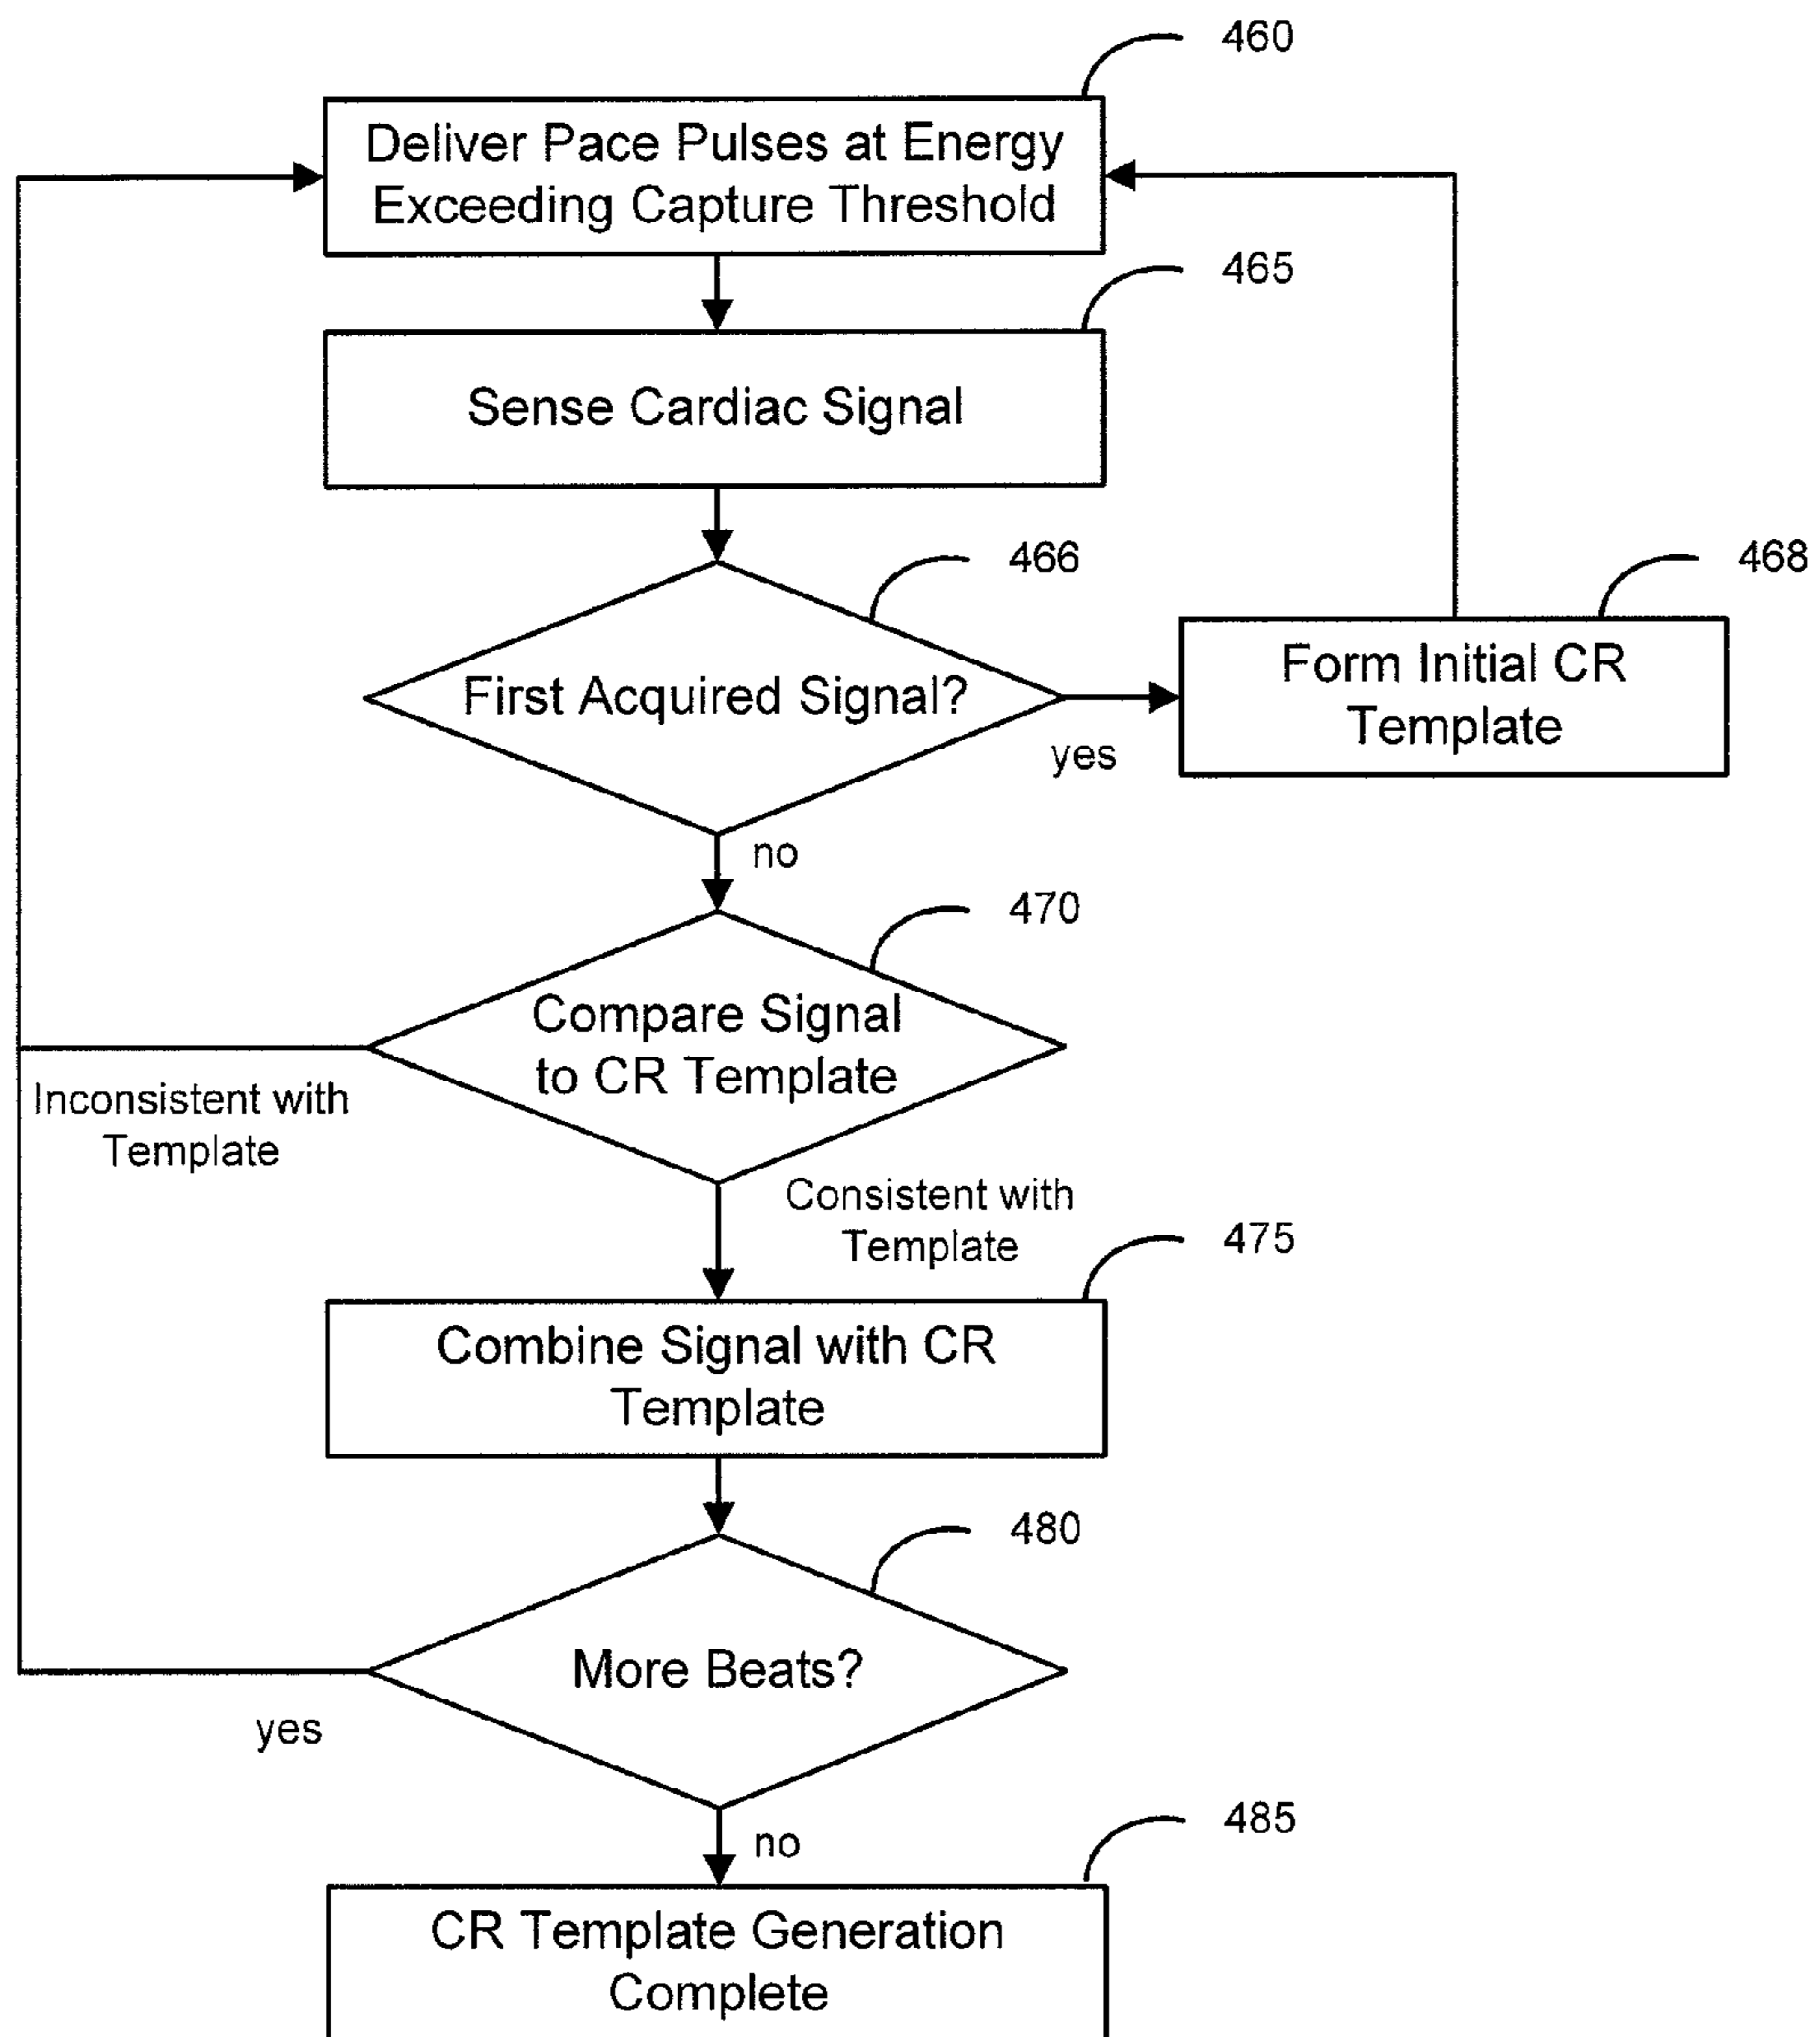 460
Deliver Pace Pulses at Energy
Exceeding Capture Threshold
465
Sense Cardiac Signal
466
First Acquired Signal?
yes
468
Form Initial CR
Template
no
470
Compare Signal
to CR Template
Inconsistent with
Template
Consistent with
Template
475
Combine Signal with CR
Template
480
More Beats?
yes
no
485
CR Template Generation
Complete